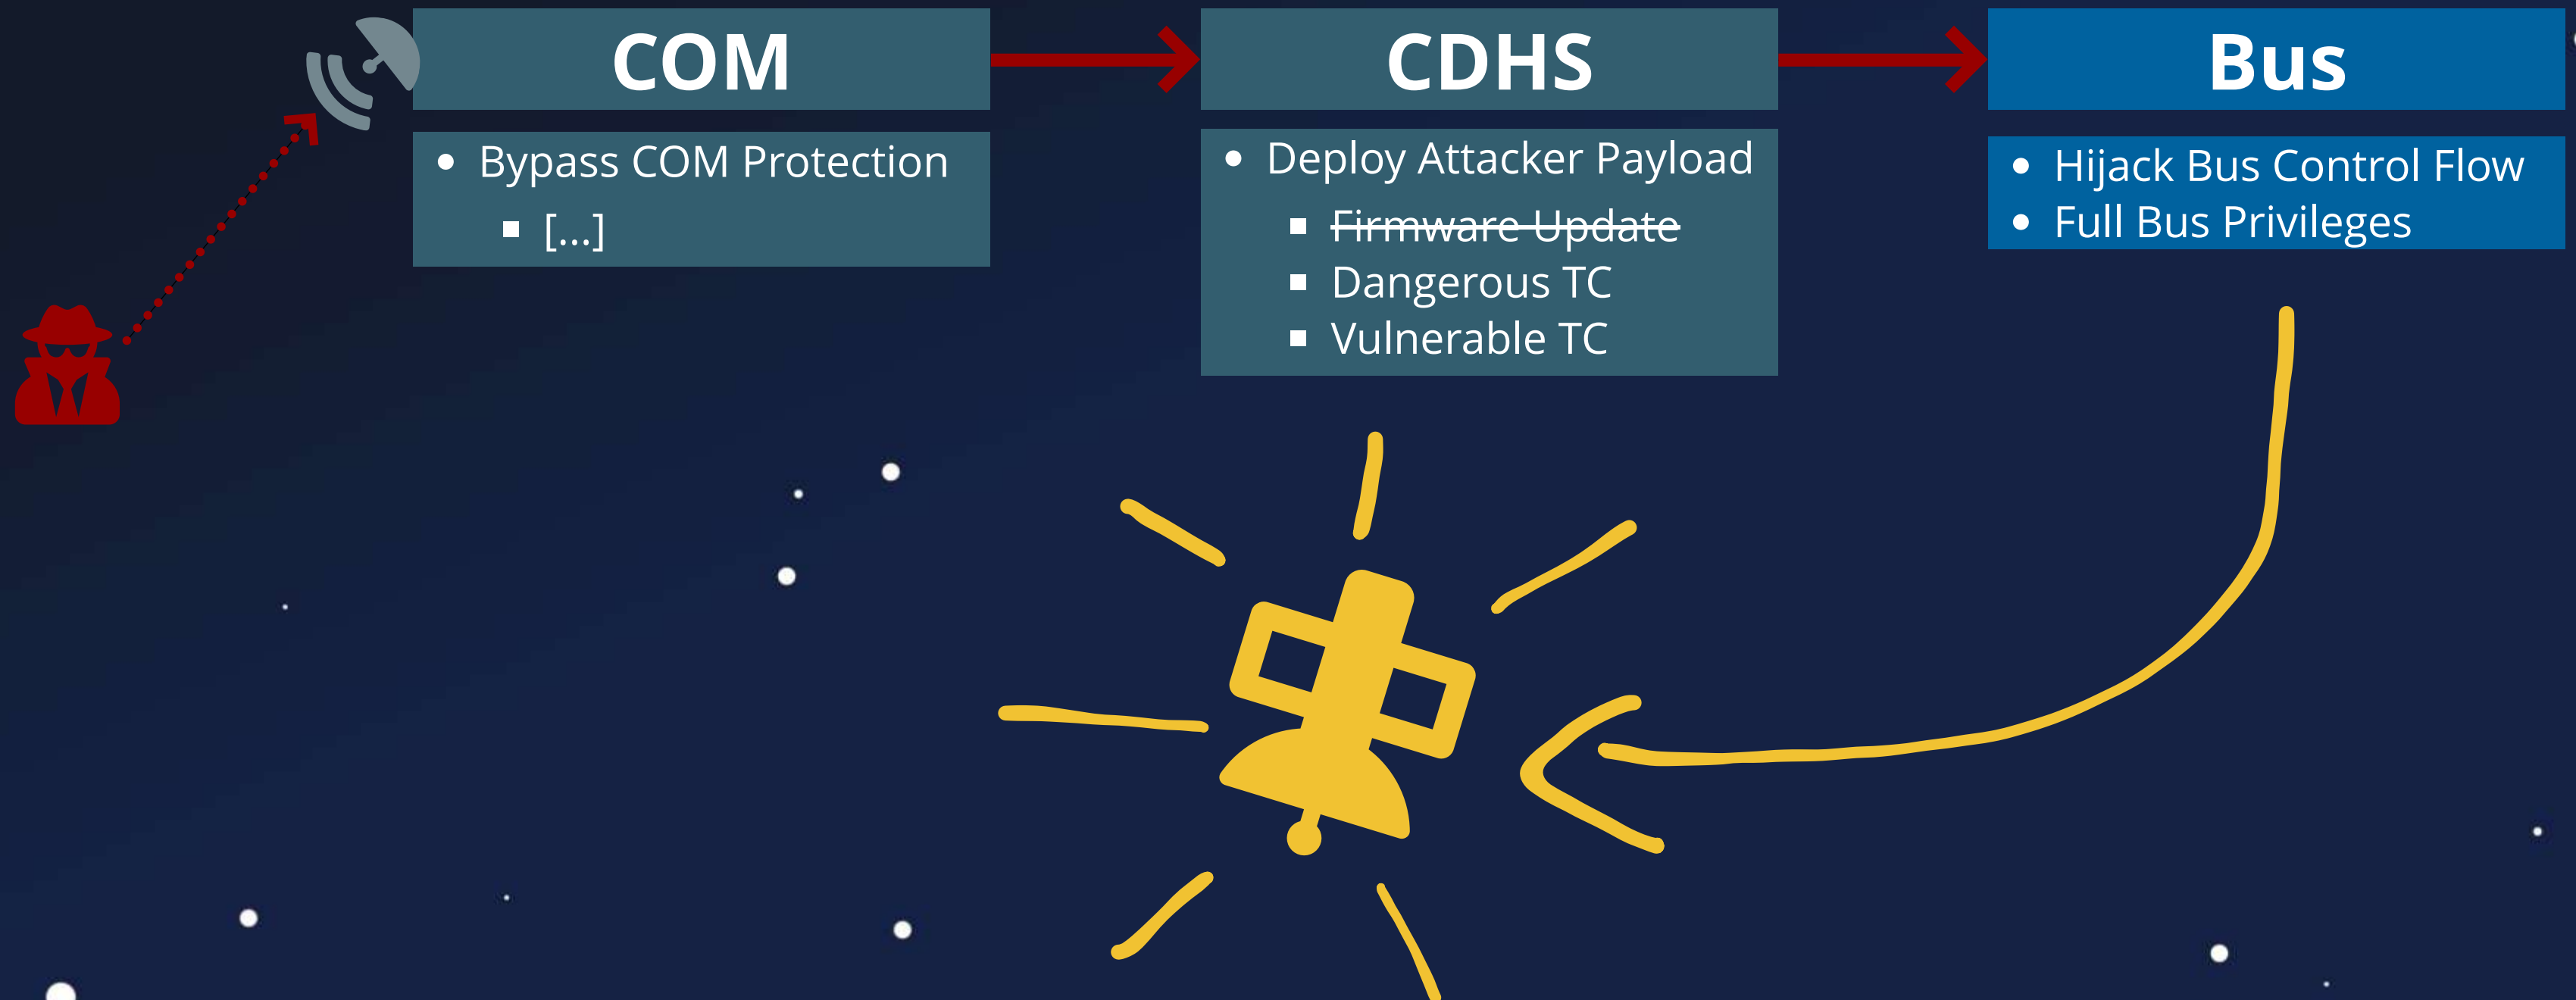 COM
Bypass COM Protection
[...]
CDHS
Deploy Attacker Payload
Firmware Update
Dangerous TC
Vulnerable TC
Bus
Hijack Bus Control Flow
Full Bus Privileges